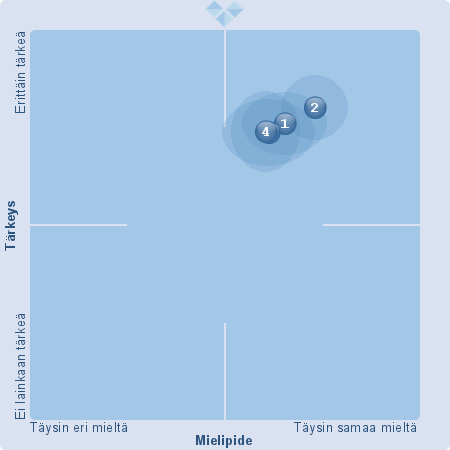 Erittäin tärkeä
2
1
4
Tärkeys
Ei lainkaan tärkeä
Täysin eri mieltä
Täysin samaa mieltä
Mielipide